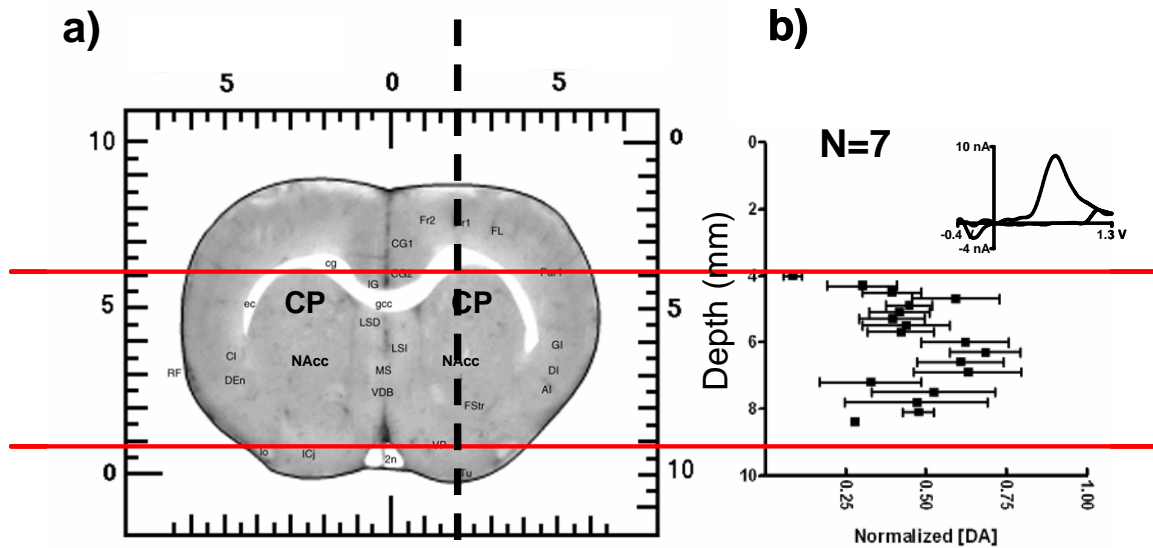 a)
b)
5 0 5
10
0
N=7
10 nA
0
2
4
6
8
10
Depth (mm)
-0.4 V
1.3 V
-4 nA
Fr2
r1
FL
CG1
cg
CG2
Par1
IG
ec
CP
gcc
CP
5
5
LSD
LSI
GI
CI
NAcc
NAcc
RF
DEn
MS
DI
VDB
AI
FStr
VP
lo
ICj
2n
Tu
0
10
0.25
0.50
0.75
1.00
Normalized [DA]